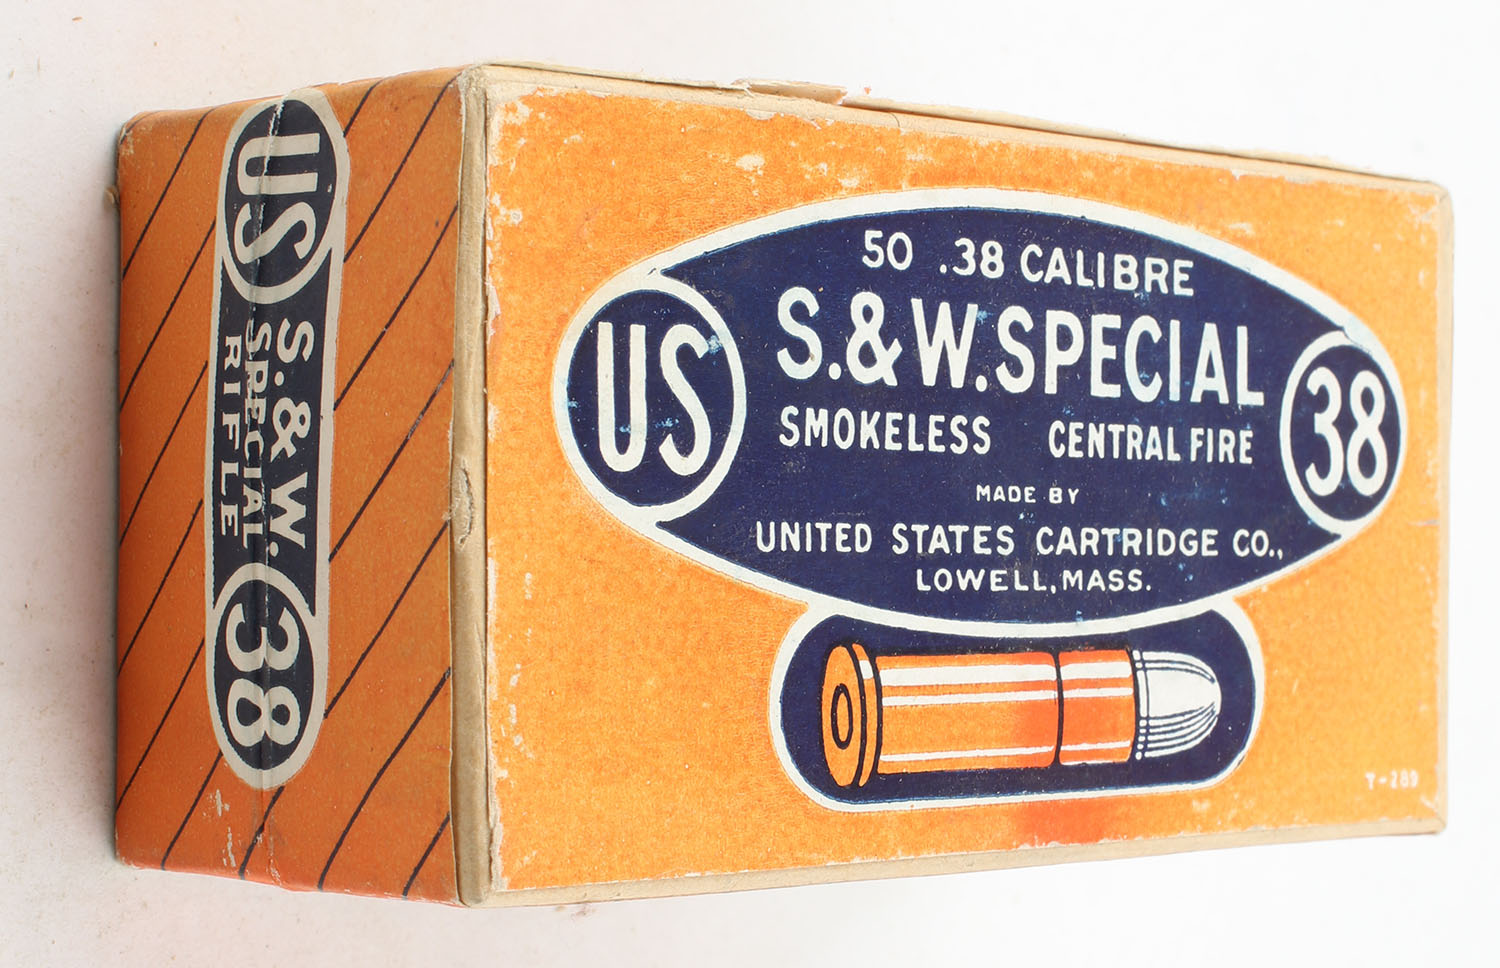 50 .38 CALIBRE
US
S.&W.SPECIAL
38
SMOKELESS CENTRAL FIRE
MADE BY
UNITED STATES CARTRIDGE CO.,
LOWELL, MASS.
T-289
US
S.&W.
SPECIAL
RIFLE
38